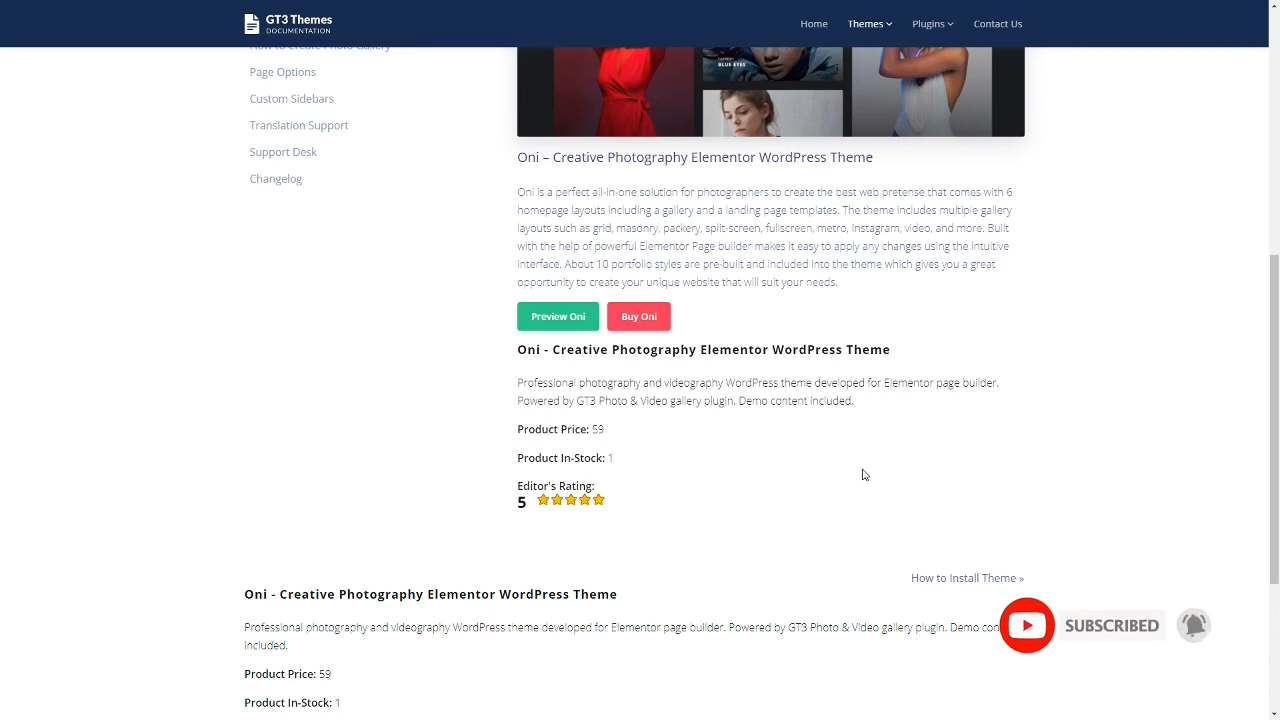 GT3 Themes
DOCUMENTATION
Home
Themes
Plugins
Contact Us
How to Create Photo Gallery
Page Options
Custom Sidebars
Translation Support
Support Desk
Changelog
BLUE EYES
Oni – Creative Photography Elementor WordPress Theme
Oni is a perfect all-in-one solution for photographers to create the best web pretense that comes with 6
homepage layouts including a gallery and a landing page templates. The theme includes multiple gallery
layouts such as grid, masonry, packery, split-screen, fullscreen, metro, Instagram, video, and more. Built
with the help of powerful Elementor Page builder makes it easy to apply any changes using the intuitive
interface. About 10 portfolio styles are pre-built and included into the theme which gives you a great
opportunity to create your unique website that will suit your needs.
Preview Oni
Buy Oni
Oni - Creative Photography Elementor WordPress Theme
Professional photography and videography WordPress theme developed for Elementor page builder.
Powered by GT3 Photo & Video gallery plugin. Demo content included.
Product Price: 59
Product In-Stock: 1
Editor's Rating:
5
How to Install Theme »
Oni - Creative Photography Elementor WordPress Theme
Professional photography and videography WordPress theme developed for Elementor page builder. Powered by GT3 Photo & Video gallery plugin. Demo con
included.
Product Price: 59
Product In-Stock: 1
SUBSCRIBED